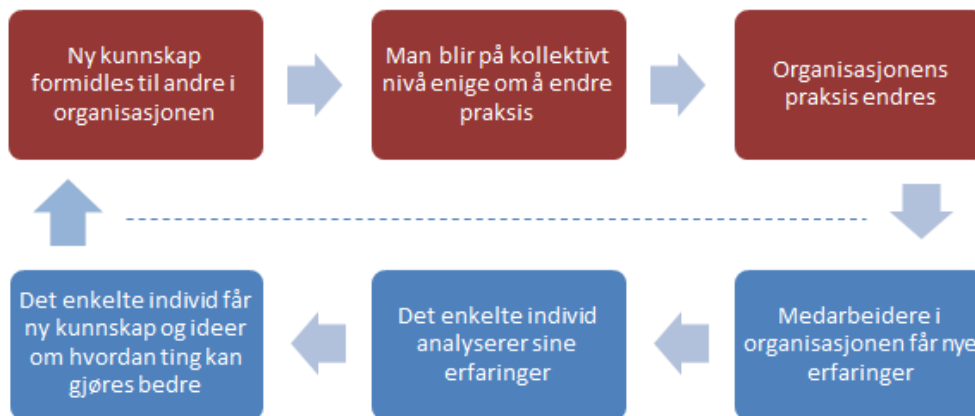 Ny kunnskap
formidles til andre i
organisasjonen
Man blir på kollektivt
nivå enige om å endre
praksis
Organisasjonens
praksis endres
Det enkelte individ får
ny kunnskap og ideer
om hvordan ting kan
gjøres bedre
Det enkelte individ
analyserer sine
erfaringer
Medarbeidere i
organisasjonen får nye
erfaringer